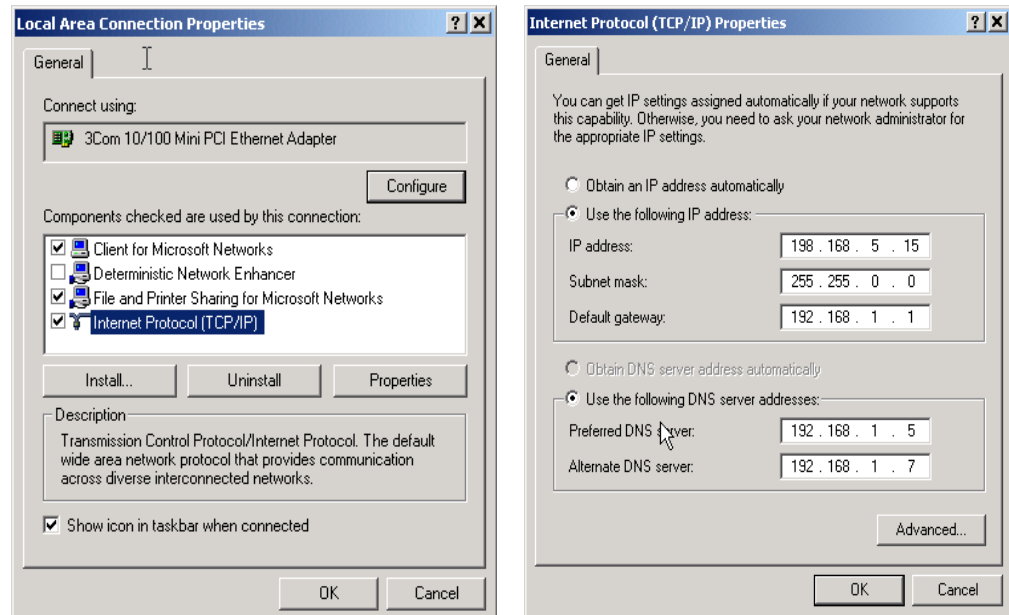 Local Area Connection Properties
General
Connect using:
3Com 10/100 Mini PCI Ethernet Adapter
Configure
Components checked are used by this connection:
Client for Microsoft Networks
Deterministic Network Enhancer
File and Printer Sharing for Microsoft Networks
Internet Protocol (TCP/IP)
Install...
Uninstall
Properties
Description
Transmission Control Protocol/Internet Protocol. The default
wide area network protocol that provides communication
across diverse interconnected networks.
Show icon in taskbar when connected
OK
Cancel
Internet Protocol (TCP/IP) Properties
General
You can get IP settings assigned automatically if your network supports
this capability. Otherwise, you need to ask your network administrator for
the appropriate IP settings.
Obtain an IP address automatically
Use the following IP address:
IP address: 198 . 168 . 5 . 15
Subnet mask: 255 . 255 . 0 . 0
Default gateway: 192 . 168 . 1 . 1
Obtain DNS server address automatically
Use the following DNS server addresses:
Preferred DNS server: 192 . 168 . 1 . 5
Alternate DNS server: 192 . 168 . 1 . 7
Advanced...
OK
Cancel